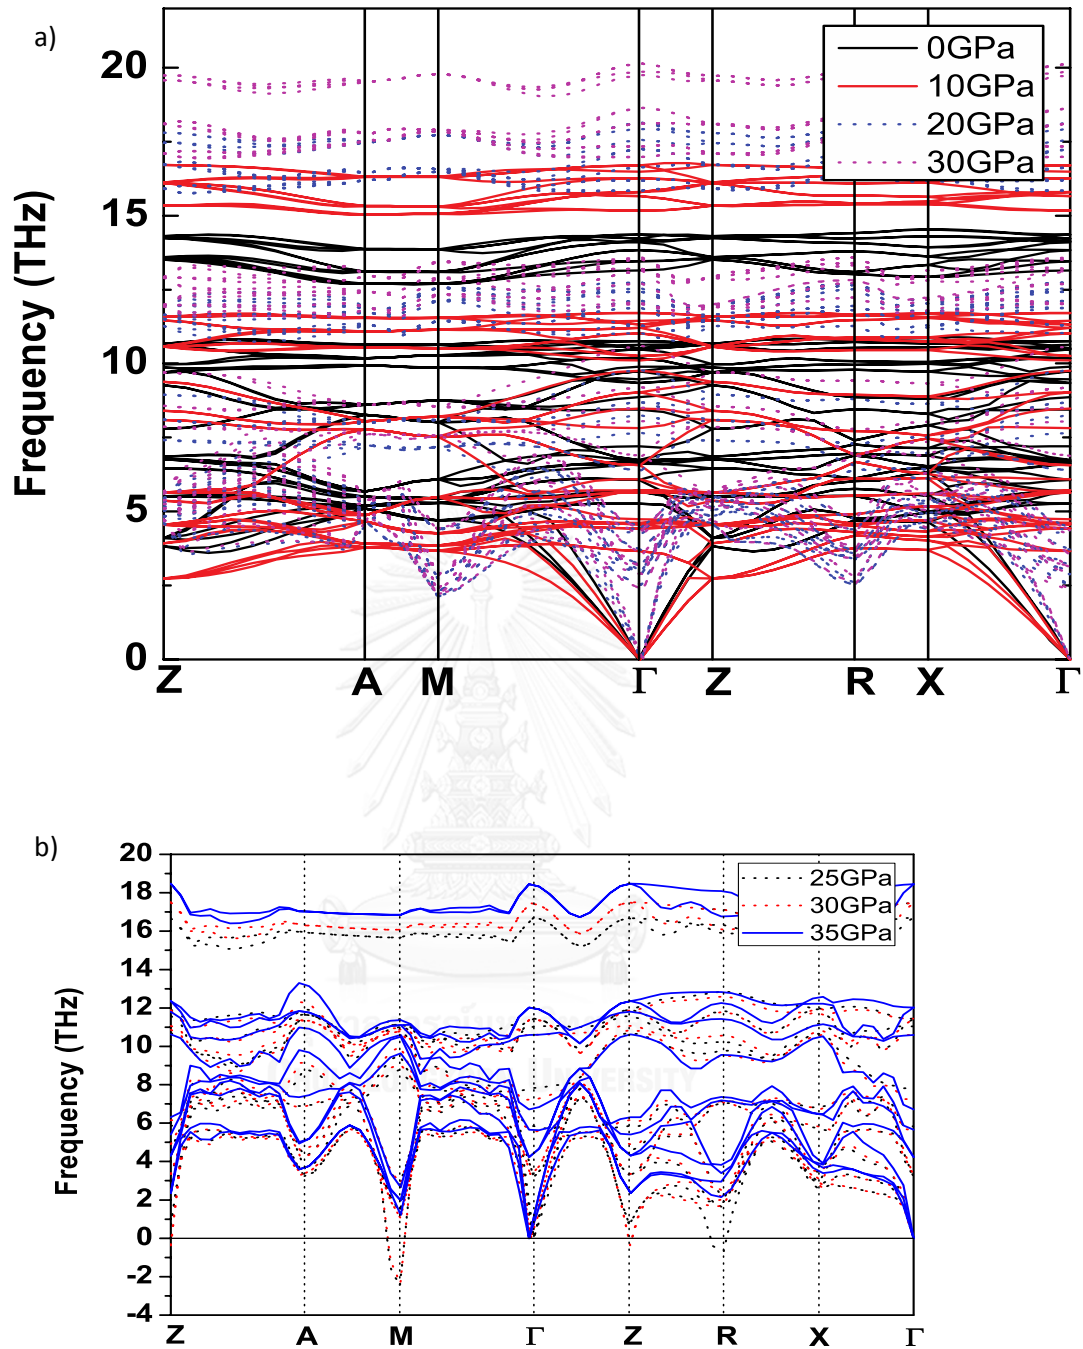 a)
0GPa
10GPa
20GPa
30GPa
Frequency (THz)
20
15
10
5
0
Z A M Γ Z R X Γ
b)
25GPa
30GPa
35GPa
Frequency (THz)
20
18
16
14
12
10
8
6
4
2
0
-2
-4
Z A M Γ Z R X Γ